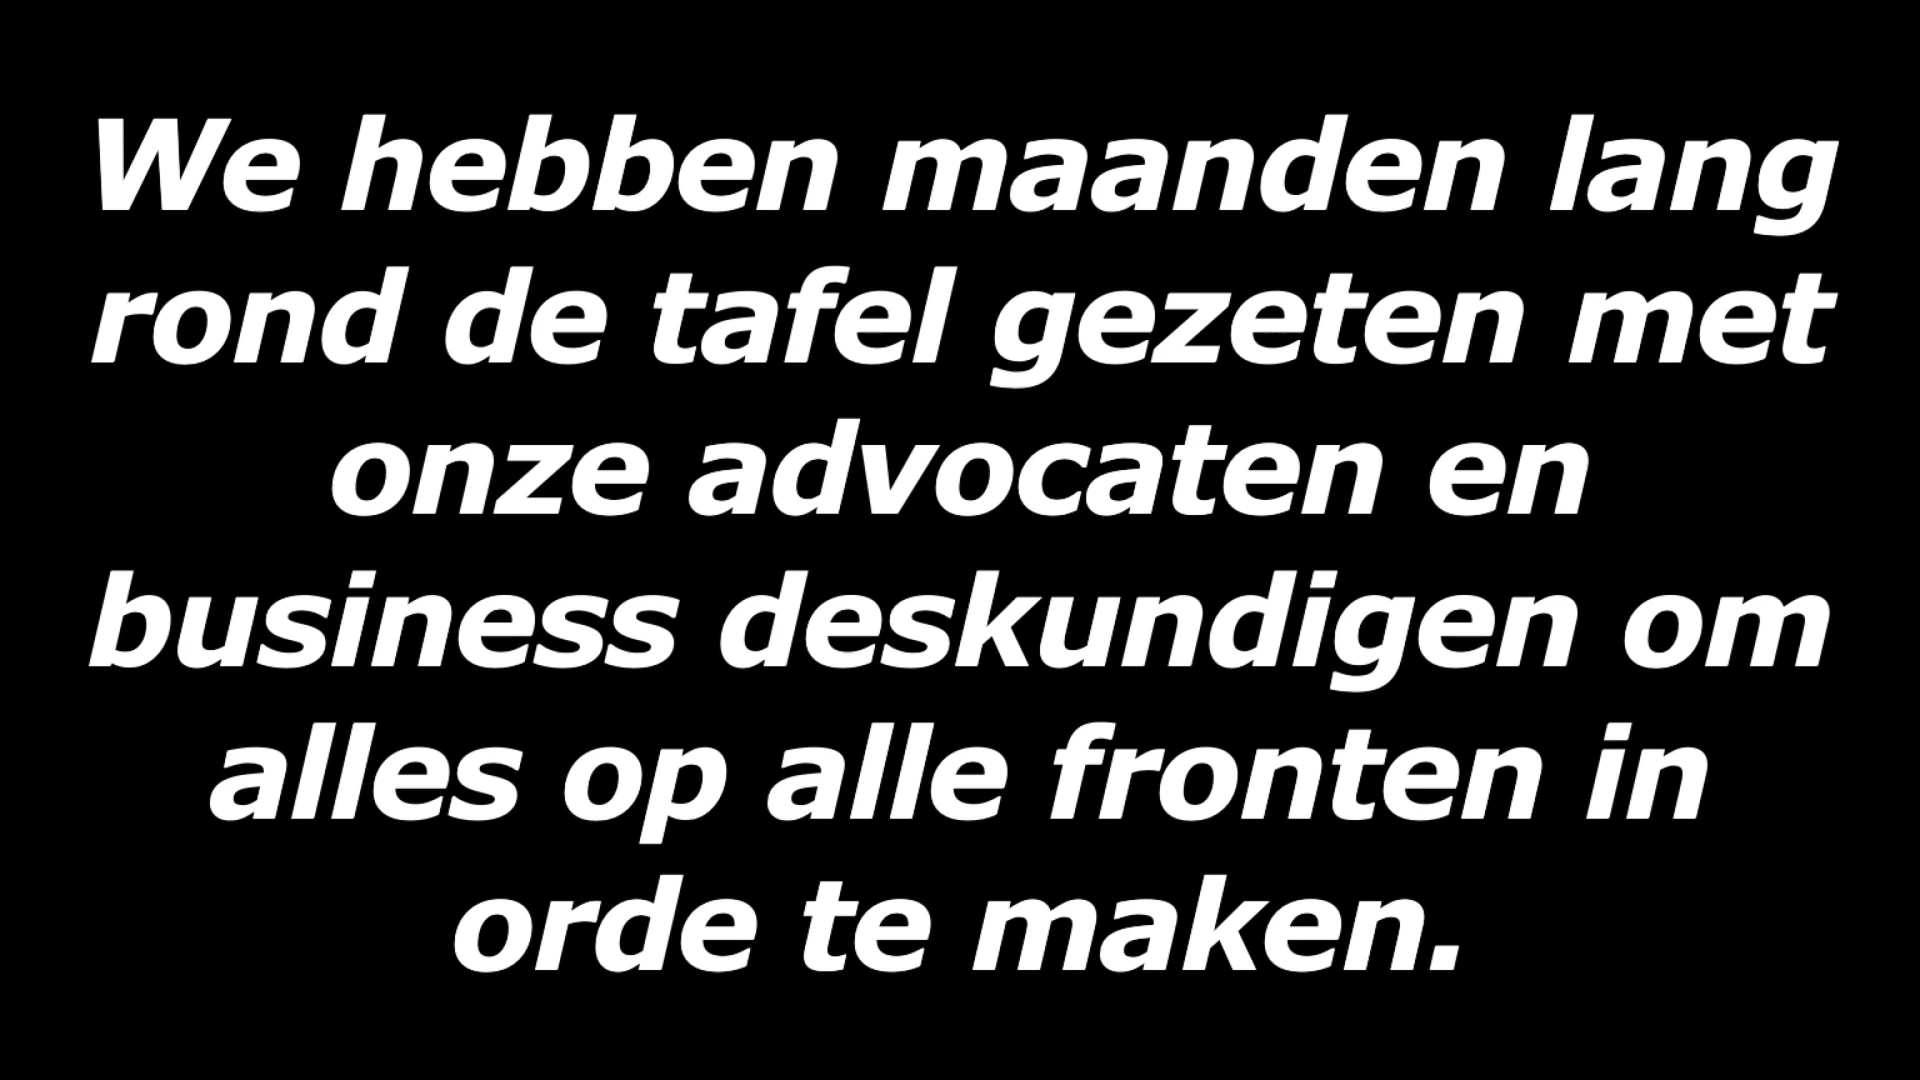 We hebben maanden lang
rond de tafel gezeten met
onze advocaten en
business deskundigen om
alles op alle fronten in
orde te maken.